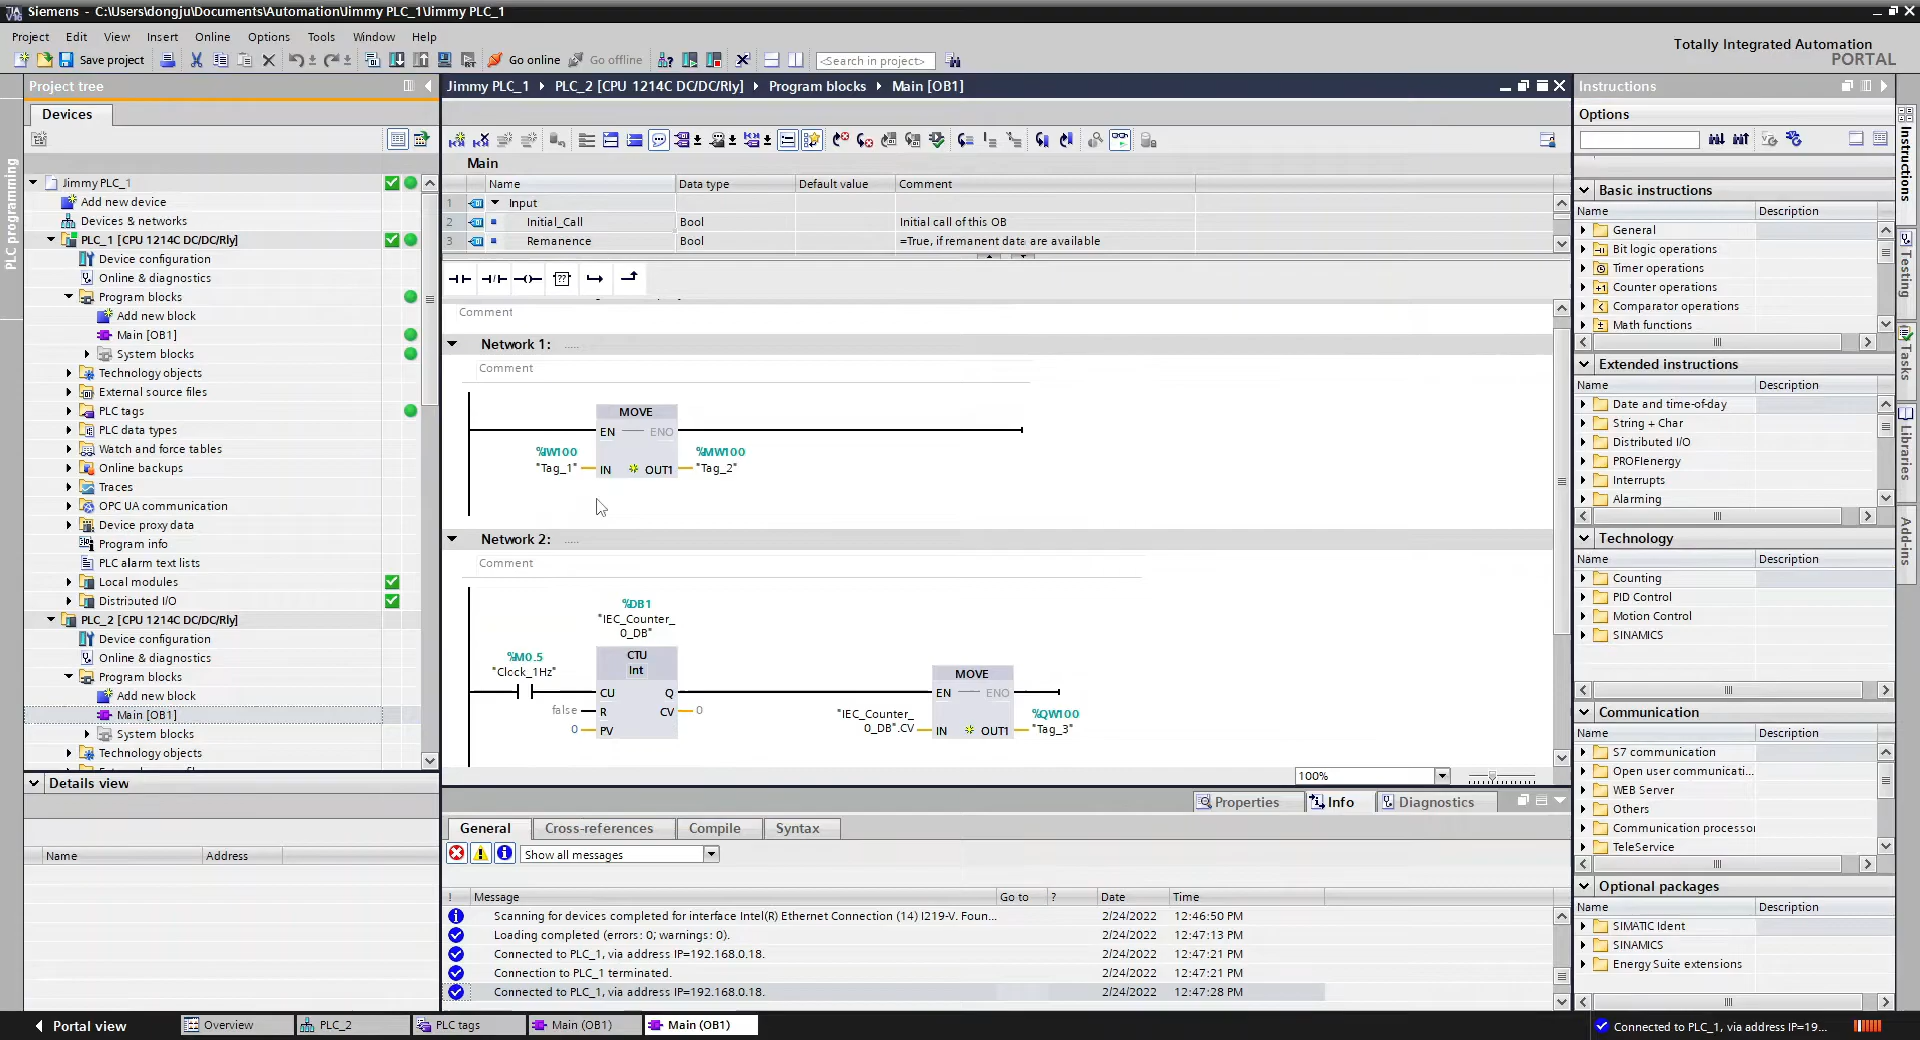 Siemens - C:\Users\dongju\Documents\Automation\Jimmy PLC_1\Jimmy PLC_1
Project Edit View Insert Online Options Tools Window Help
Totally Integrated Automation
PORTAL
Save project Go online Go offline <Search in project>
Project tree
Jimmy PLC_1 PLC_2 [CPU 1214C DC/DC/Rly] Program blocks Main [OB1]
Instructions
Devices
Options
PLC programming
Jimmy PLC_1
Add new device
Devices & networks
PLC_1 [CPU 1214C DC/DC/Rly]
Device configuration
Online & diagnostics
Program blocks
Add new block
Main [OB1]
System blocks
Technology objects
External source files
PLC tags
PLC data types
Watch and force tables
Online backups
Traces
OPC UA communication
Device proxy data
Program info
PLC alarm text lists
Local modules
Distributed I/O
PLC_2 [CPU 1214C DC/DC/Rly]
Device configuration
Online & diagnostics
Program blocks
Add new block
Main [OB1]
System blocks
Technology objects
Details view
Name Address
Main
Name Data type Default value Comment
1 Input
2 Initial_Call Bool Initial call of this OB
3 Remanence Bool =True, if remanent data are available
Comment
Network 1: .....
Comment
MOVE
EN ENO
%IW100 %MW100
"Tag_1" IN OUT1 "Tag_2"
Network 2: .....
Comment
%DB1
"IEC_Counter_
0_DB"
%M0.5 CTU
"Clock_1Hz" Int
MOVE
CU Q EN ENO
false R CV 0
"IEC_Counter_ %QW100
0_DB".CV IN OUT1 "Tag_3"
0 PV
100%
Properties Info Diagnostics
General Cross-references Compile Syntax
Show all messages
! Message Go to ? Date Time
Scanning for devices completed for interface Intel(R) Ethernet Connection (14) I219-V. Foun... 2/24/2022 12:46:50 PM
Loading completed (errors: 0; warnings: 0). 2/24/2022 12:47:13 PM
Connected to PLC_1, via address IP=192.168.0.18. 2/24/2022 12:47:21 PM
Connection to PLC_1 terminated. 2/24/2022 12:47:21 PM
Connected to PLC_1, via address IP=192.168.0.18. 2/24/2022 12:47:28 PM
Basic instructions
Name Description
General
Bit logic operations
Timer operations
Counter operations
Comparator operations
Math functions
Extended instructions
Name Description
Date and time-of-day
String + Char
Distributed I/O
PROFIenergy
Interrupts
Alarming
Technology
Name Description
Counting
PID Control
Motion Control
SINAMICS
Communication
Name Description
S7 communication
Open user communicati...
WEB Server
Others
Communication processor
TeleService
Optional packages
Name Description
SIMATIC Ident
SINAMICS
Energy Suite extensions
Instructions
Testing
Tasks
Libraries
Add-ins
Portal view Overview PLC_2 PLC tags Main (OB1) Main (OB1)
Connected to PLC_1, via address IP=19...